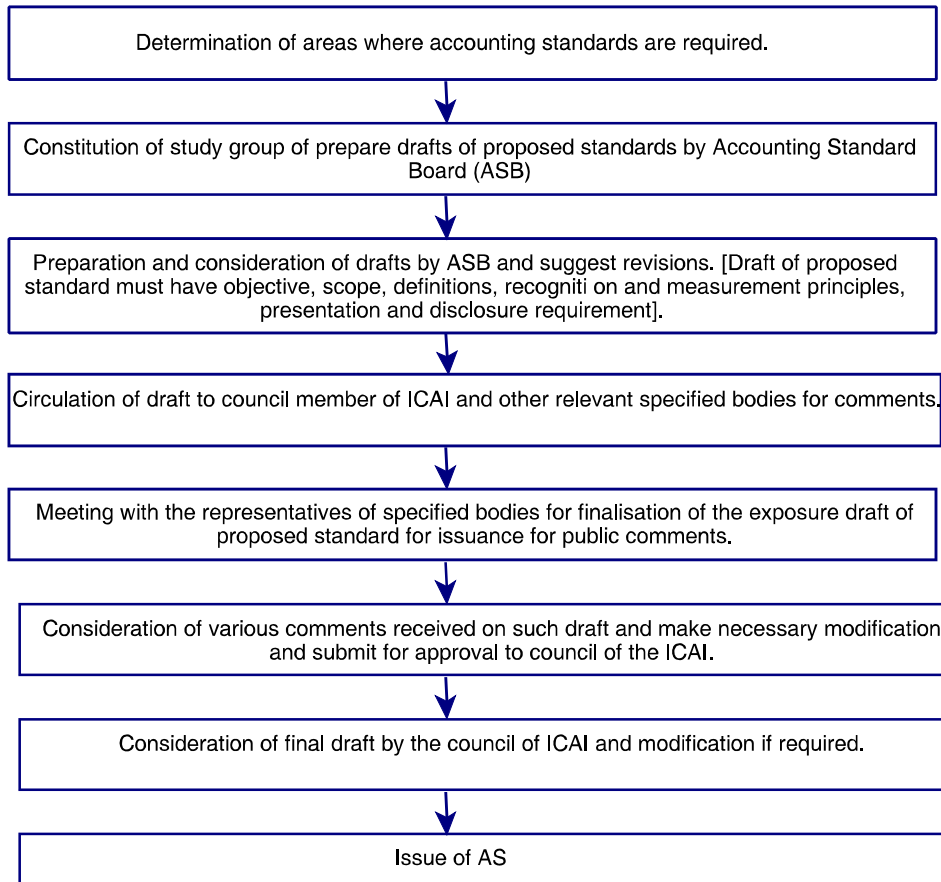 Determination of areas where accounting standards are required.
Constitution of study group of prepare drafts of proposed standards by Accounting Standard
Board (ASB)
Preparation and consideration of drafts by ASB and suggest revisions. [Draft of proposed
standard must have objective, scope, definitions, recogniti on and measurement principles,
presentation and disclosure requirement].
Circulation of draft to council member of ICAI and other relevant specified bodies for comments.
Meeting with the representatives of specified bodies for finalisation of the exposure draft of
proposed standard for issuance for public comments.
Consideration of various comments received on such draft and make necessary modification
and submit for approval to council of the ICAI.
Consideration of final draft by the council of ICAI and modification if required.
Issue of AS